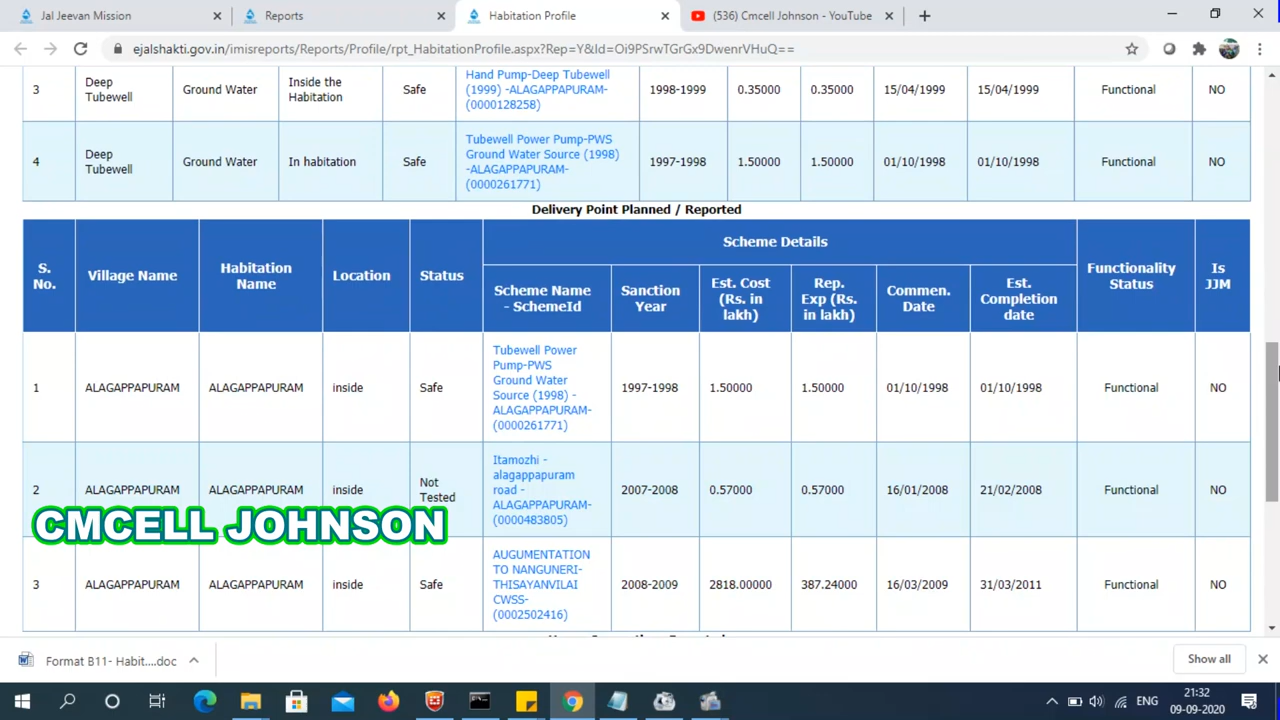 Jal Jeevan Mission
Reports
Habitation Profile
(536) Cmcell Johnson - YouTube
ejalshakti.gov.in/imisreports/Reports/Profile/rpt_HabitationProfile.aspx?Rep=Y&Id=Oi9PSrwTGrGx9DwenrVHuQ==
3 Deep Tubewell Ground Water Inside the Habitation Safe Hand Pump-Deep Tubewell (1999) -ALAGAPPAPURAM- (0000128258) 1998-1999 0.35000 0.35000 15/04/1999 15/04/1999 Functional NO
4 Deep Tubewell Ground Water In habitation Safe Tubewell Power Pump-PWS Ground Water Source (1998) -ALAGAPPAPURAM- (0000261771) 1997-1998 1.50000 1.50000 01/10/1998 01/10/1998 Functional NO
Delivery Point Planned / Reported
S. No. Village Name Habitation Name Location Status Scheme Details Functionality Status Is JJM
Scheme Name - SchemeId Sanction Year Est. Cost (Rs. in lakh) Rep. Exp (Rs. in lakh) Commen. Date Est. Completion date
1 ALAGAPPAPURAM ALAGAPPAPURAM inside Safe Tubewell Power Pump-PWS Ground Water Source (1998) - ALAGAPPAPURAM- (0000261771) 1997-1998 1.50000 1.50000 01/10/1998 01/10/1998 Functional NO
2 ALAGAPPAPURAM ALAGAPPAPURAM inside Not Tested Itamozhi - alagappapuram road - ALAGAPPAPURAM- (0000483805) 2007-2008 0.57000 0.57000 16/01/2008 21/02/2008 Functional NO
CMCELL JOHNSON
3 ALAGAPPAPURAM ALAGAPPAPURAM inside Safe AUGUMENTATION TO NANGUNERI- THISAYANVILAI CWSS- (0002502416) 2008-2009 2818.00000 387.24000 16/03/2009 31/03/2011 Functional NO
Format B11- Habit....doc
Show all
ENG
21:32
09-09-2020